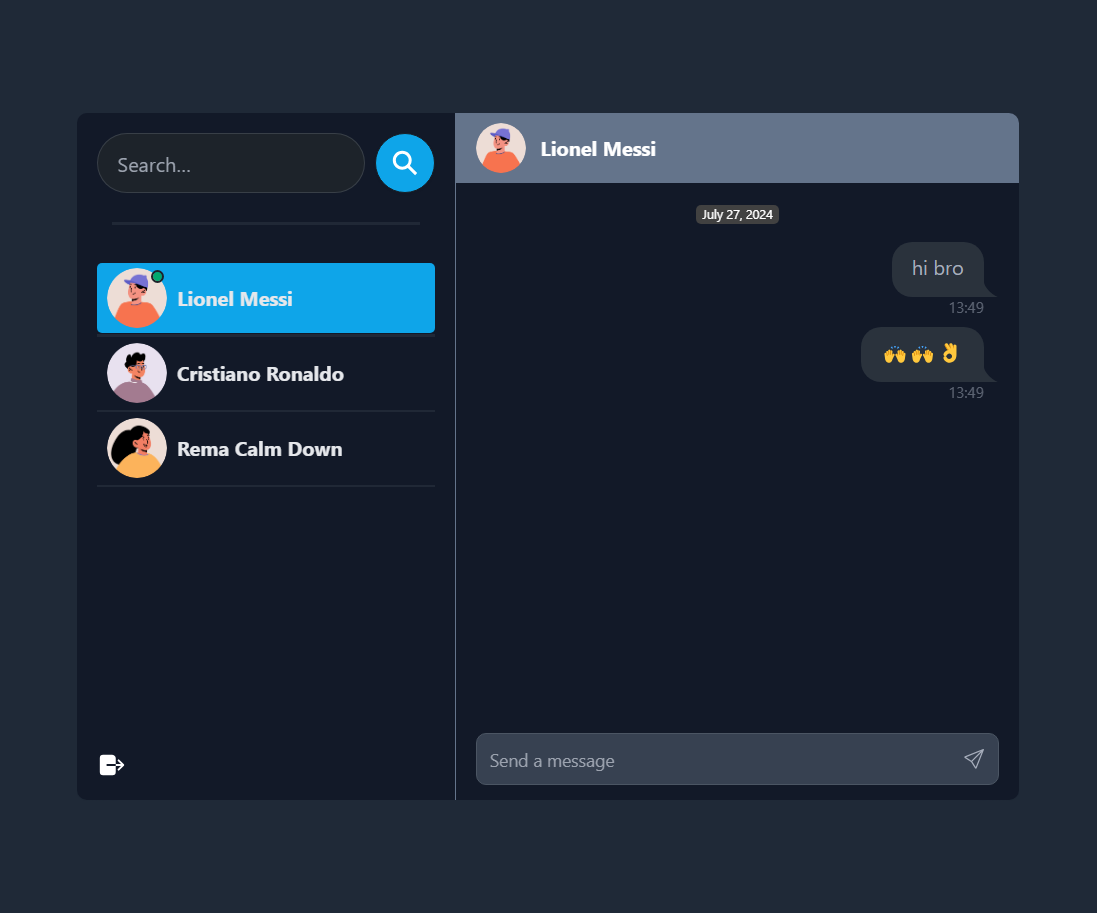 Search...
Lionel Messi
Cristiano Ronaldo
Rema Calm Down
Lionel Messi
July 27, 2024
hi bro
13:49
🙌 🙌 👌
13:49
Send a message